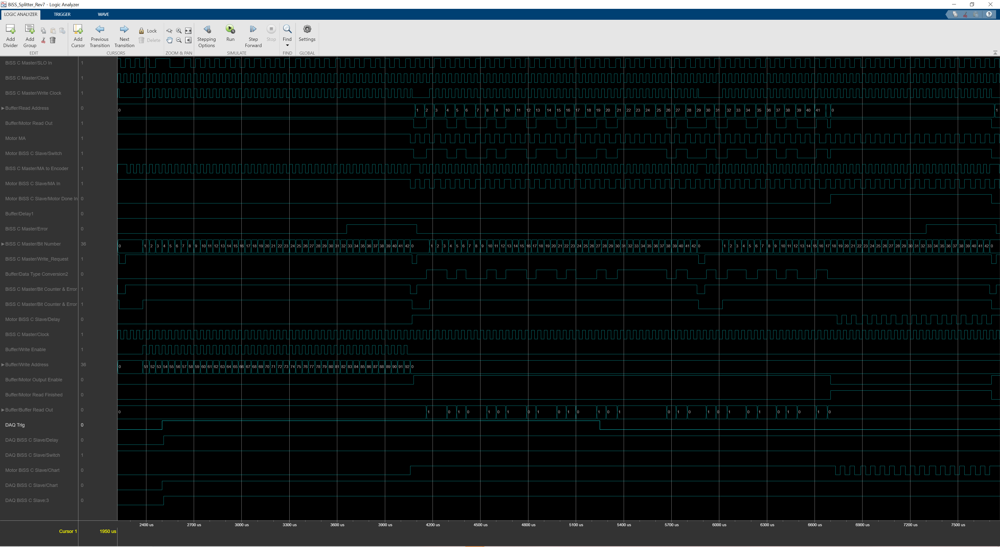 BiSS_Splitter_Rev7 - Logic Analyzer
LOGIC ANALYZER TRIGGER WAVE
Add Divider
Add Group
Add Cursor
Previous Transition
Next Transition
Lock
Delete
Stepping Options
Run
Step Forward
Stop
Find
Settings
EDIT CURSORS ZOOM & PAN SIMULATE FIND GLOBAL
BiSS C Master/SLO In 1
BiSS C Master/Clock 1
BiSS C Master/Write Clock 1
Buffer/Read Address 0 0 1 2 3 4 5 6 7 8 9 10 11 12 13 14 15 16 17 18 19 20 21 22 23 24 25 26 27 28 29 30 31 32 33 34 35 36 37 38 39 40 41 0 1
Buffer/Motor Read Out 1
Motor MA 1
Motor BiSS C Slave/Switch 1
BiSS C Master/MA to Encoder 1
Motor BiSS C Slave/MA In 1
Motor BiSS C Slave/Motor Done In 0
Buffer/Delay1 0
BiSS C Master/Error 0
BiSS C Master/Bit Number 36 0 1 2 3 4 5 6 7 8 9 10 11 12 13 14 15 16 17 18 19 20 21 22 23 24 25 26 27 28 29 30 31 32 33 34 35 36 37 38 39 40 41 42 0 1 2 3 4 5 6 7 8 9 10 11 12 13 14 15 16 17 18 19 20 21 22 23 24 25 26 27 28 29 30 31 32 33 34 35 36 37 38 39 40 41 42 0 1 2 3 4 5 6 7 8 9 10 11 12 13 14 15 16 17 18 19 20 21 22 23 24 25 26 27 28 29 30 31 32 33 34 35 36 37 38 39 40 41 42 0
BiSS C Master/Write_Request 1
Buffer/Data Type Conversion2 0
BiSS C Master/Bit Counter & Error 1
BiSS C Master/Bit Counter & Error 1
Motor BiSS C Slave/Delay 0
BiSS C Master/Clock 1
Buffer/Write Enable 1
Buffer/Write Address 36 0 51 52 53 54 55 56 57 58 59 60 61 62 63 64 65 66 67 68 69 70 71 72 73 74 75 76 77 78 79 80 81 82 83 84 85 86 87 88 89 90 91 92 0
Buffer/Motor Output Enable 0
Buffer/Motor Read Finished 0
Buffer/Buffer Read Out 0 0 1 0 1 0 1 0 1 0 1 0 1 0 1 0 1 0 1 0 1 0 1 0 1 0 1 0 1 0
DAQ Trig 0
DAQ BiSS C Slave/Delay 0
DAQ BiSS C Slave/Switch 1
Motor BiSS C Slave/Chart 0
DAQ BiSS C Slave/Chart 0
DAQ BiSS C Slave:3 0
2400 us 2700 us 3000 us 3300 us 3600 us 3900 us 4200 us 4500 us 4800 us 5100 us 5400 us 5700 us 6000 us 6300 us 6600 us 6900 us 7200 us 7500 us
Cursor 1 1950 us